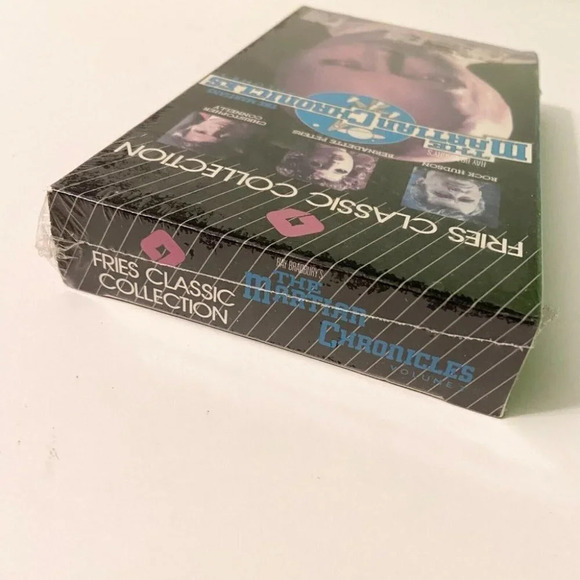 FRIES CLASSIC
COLLECTION
RAY BRADBURY'S
THE
MARTIAN
CHRONICLES
VOLUME
FRIES CLASSIC COLLECTION
ROCK HUDSON
BERNADETTE PETERS
CHRISTOPHER
CONNELLY
THE
MARTIAN CHRONICLES